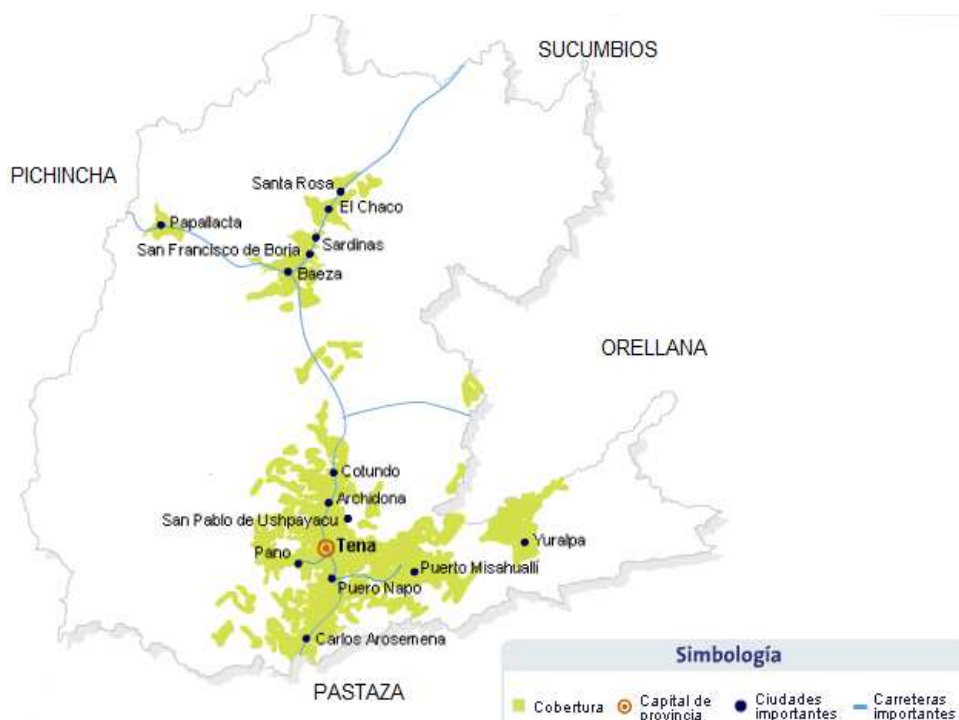 SUCUMBIOS
PICHINCHA
Santa Rosa
El Chaco
Papallacta
Sardinas
San Francisco de Borja
Baeza
ORELLANA
Cotundo
Archidona
San Pablo de Ushpayacu
Tena
Yuralpa
Pano
Puerto Misahuallí
Puero Napo
Carlos Arosemena
PASTAZA
Simbología
Cobertura
Capital de
provincia
Ciudades
importantes
Carreteras
importantes